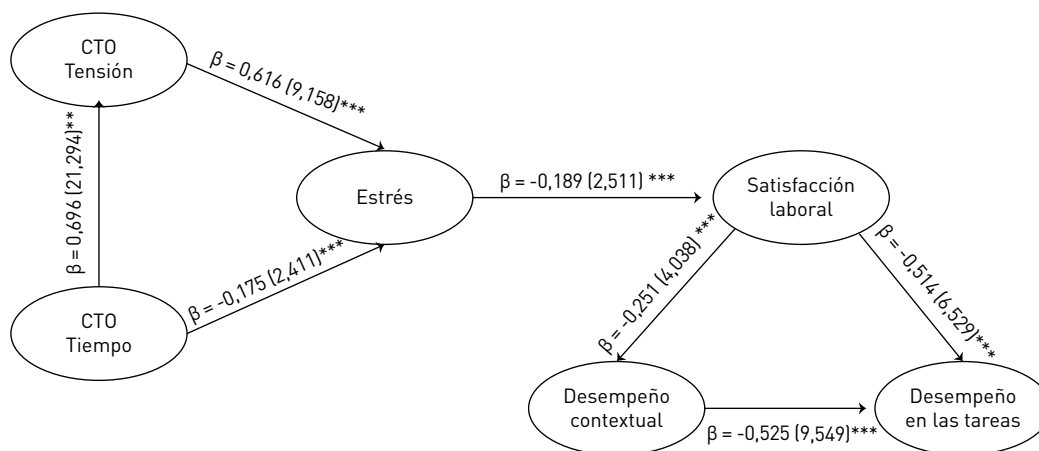 CTO
Tensión
β = 0,616 (9,158)***
β = 0,696 (21,294)**
Estrés
β = -0,189 (2,511) ***
Satisfacción
laboral
β = -0,175 (2,411)***
CTO
Tiempo
β = -0,251 (4,038) ***
β = -0,514 (6,529)***
Desempeño
contextual
β = -0,525 (9,549)***
Desempeño
en las tareas